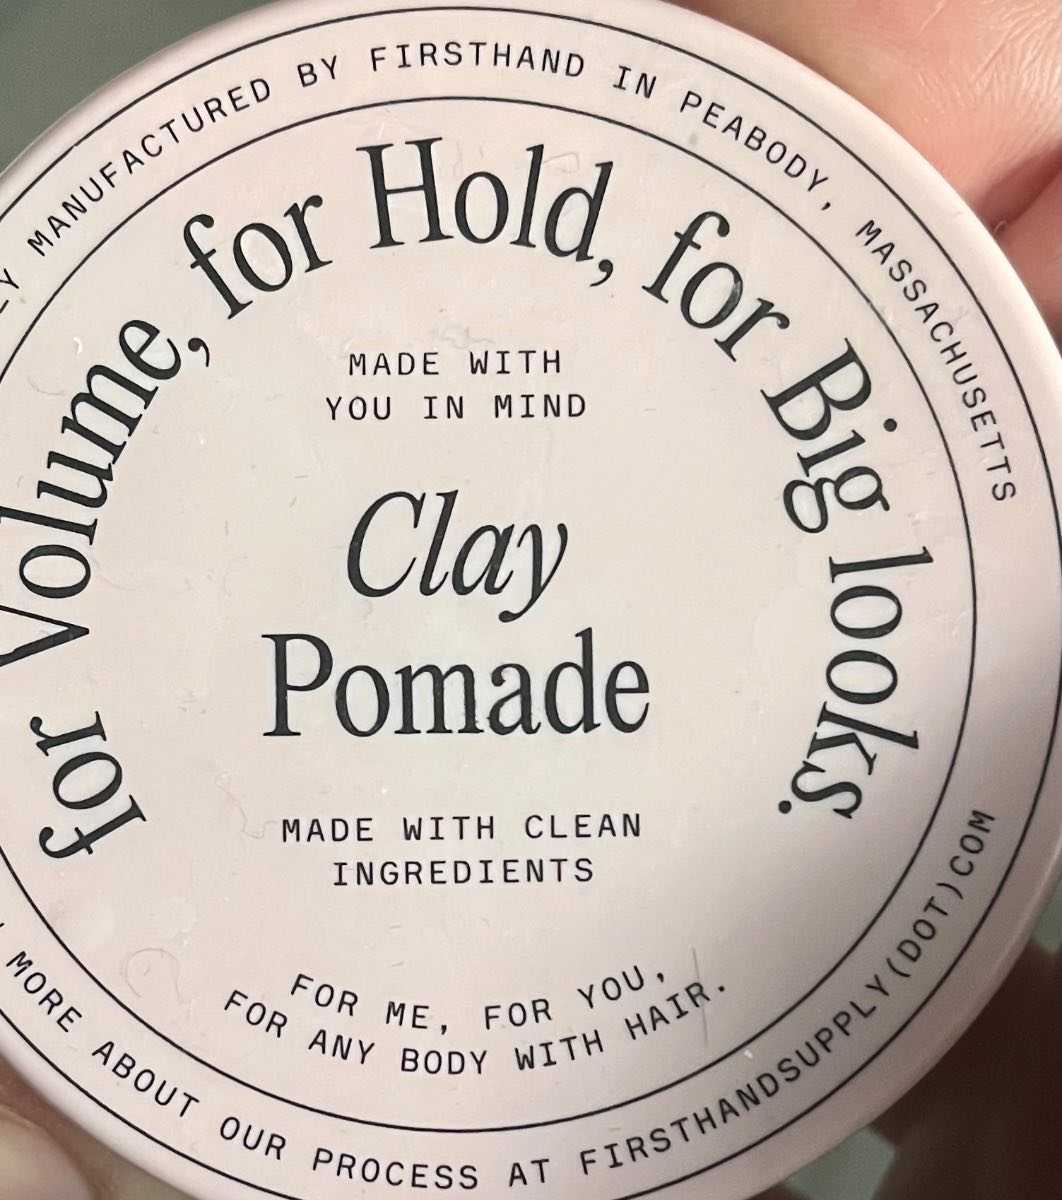 MANUFACTURED BY FIRSTHAND IN PEABODY, MASSACHUSETTS
for Volume, for Hold, for Big looks.
MADE WITH
YOU IN MIND
Clay
Pomade
MADE WITH CLEAN
INGREDIENTS
FOR ME, FOR YOU,
FOR ANY BODY WITH HAIR.
MORE ABOUT OUR PROCESS AT FIRSTHANDSUPPLY(DOT)COM